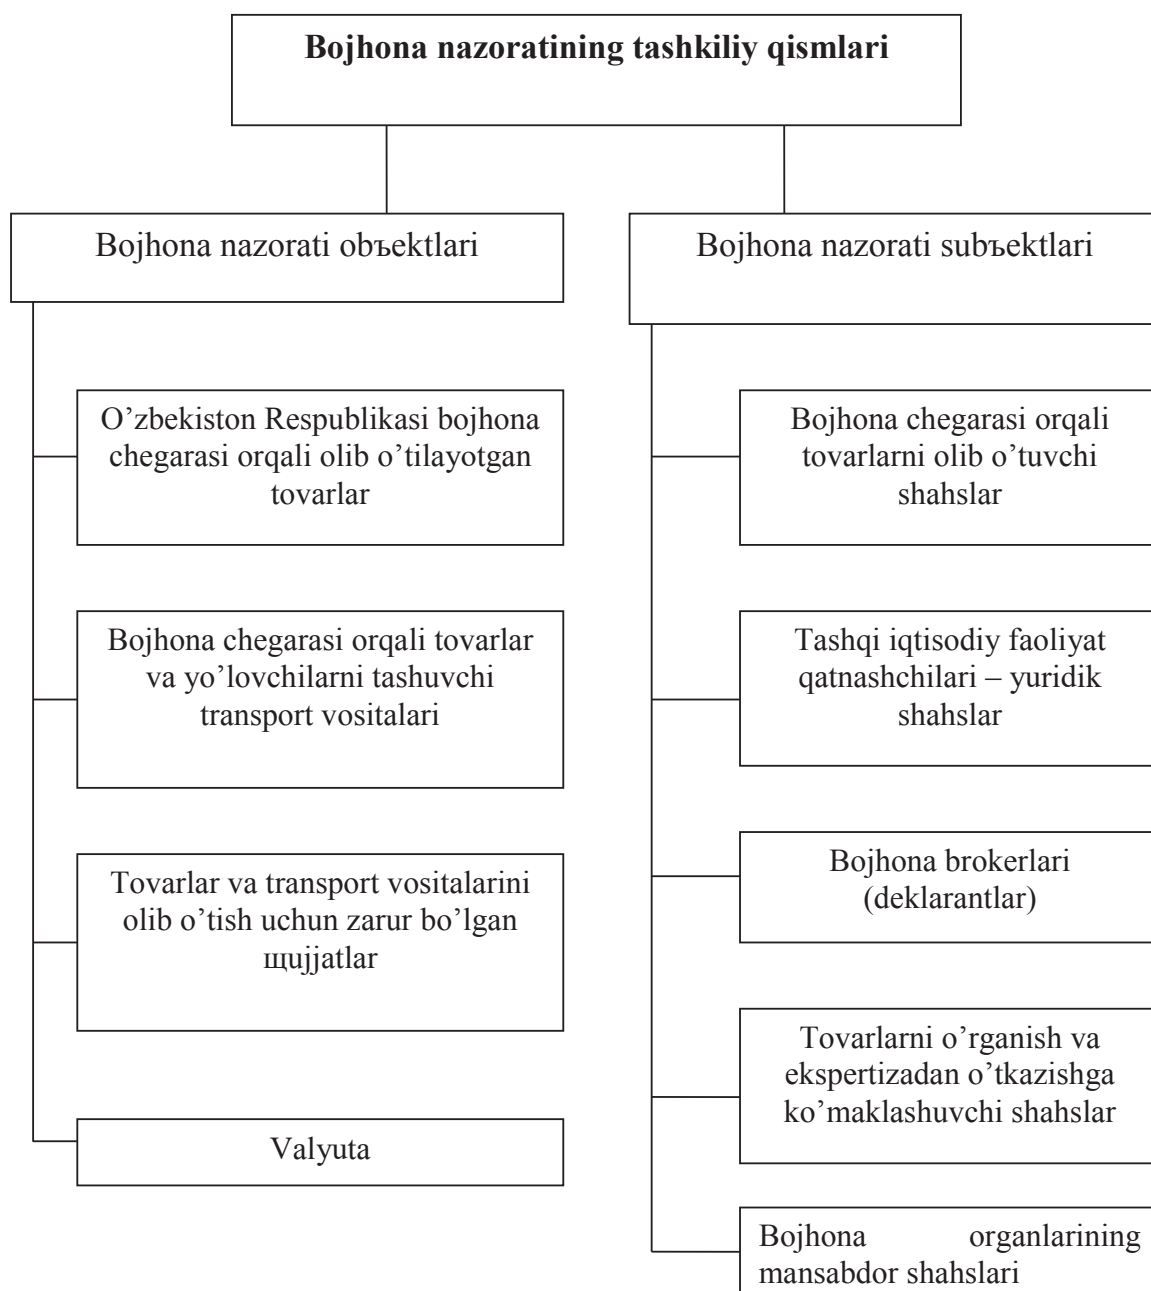 Bojhona nazoratining tashkiliy qismlari
Bojhona nazorati obъektlari
O’zbekiston Respublikasi bojhona
chegarasi orqali olib o’tilayotgan
tovarlar
Bojhona chegarasi orqali tovarlar
va yo’lovchilarni tashuvchi
transport vositalari
Tovarlar va transport vositalarini
olib o’tish uchun zarur bo’lgan
щujjatlar
Valyuta
Bojhona nazorati subъektlari
Bojhona chegarasi orqali
tovarlarni olib o’tuvchi
shahslar
Tashqi iqtisodiy faoliyat
qatnashchilari – yuridik
shahslar
Bojhona brokerlari
(deklarantlar)
Tovarlarni o’rganish va
ekspertizadan o’tkazishga
ko’maklashuvchi shahslar
Bojhona organlarining
mansabdor shahslari